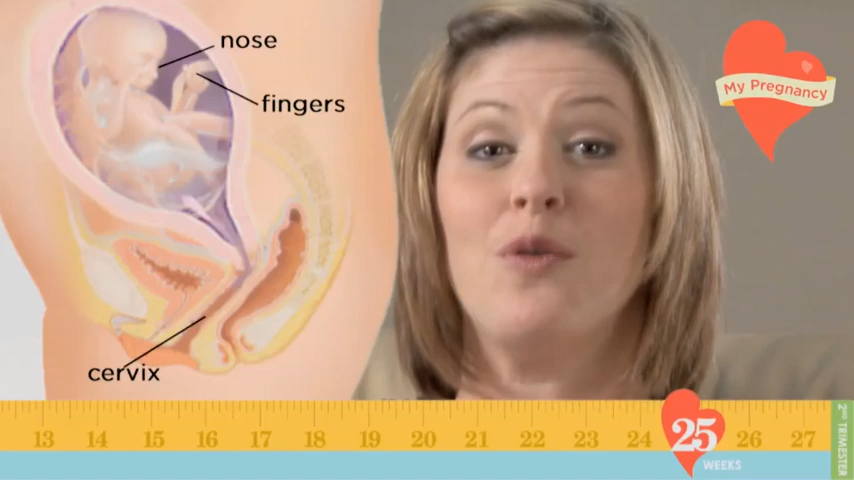 nose
fingers
cervix
My Pregnancy
13 14 15 16 17 18 19 20 21 22 23 24 25 26 27
WEEKS
2ND TRIMESTER